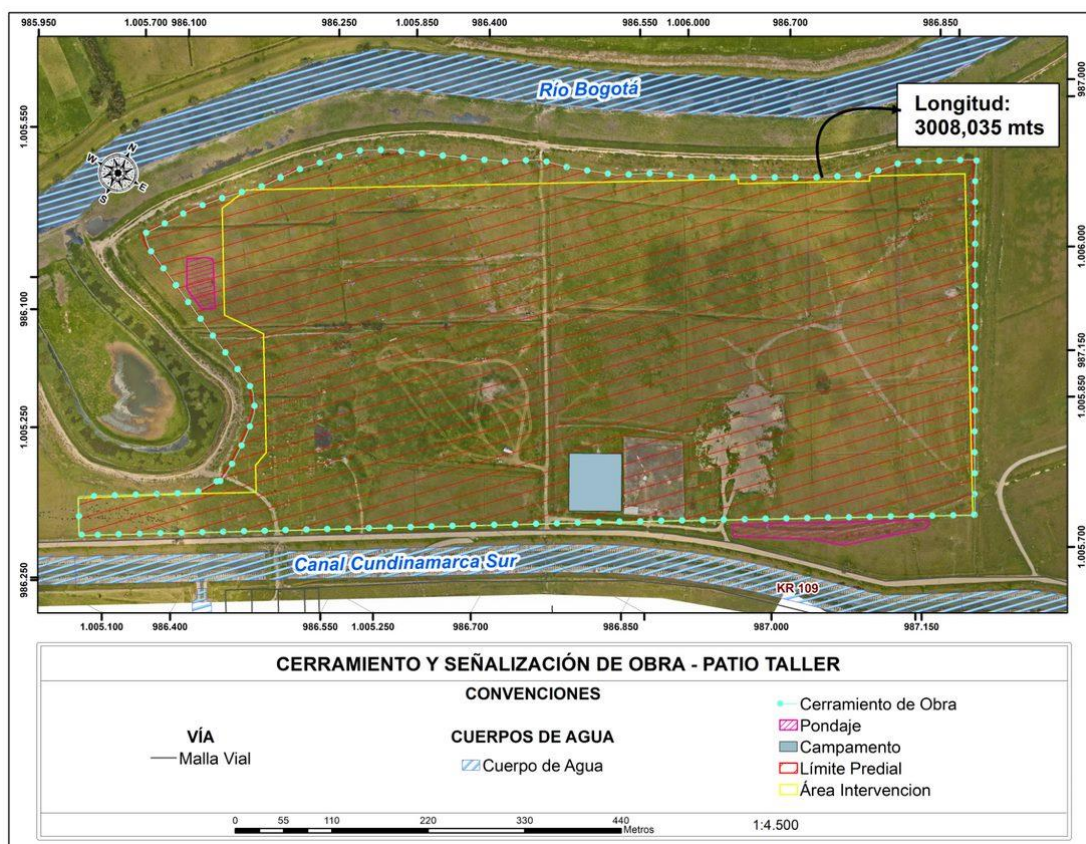 985.950 1.005.700 986.100 986.250 1.005.850 986.400 986.550 1.006.000 986.700 986.850
987.000
Río Bogotá
Longitud:
3008,035 mts
1.005.550
N
W
E
S
1.006.000
986.100
987.150
1.005.850
1.005.250
1.005.700
Canal Cundinamarca Sur
986.250
KR 109
1.005.100 986.400 986.550 1.005.250 986.700 986.850 987.000 987.150
CERRAMIENTO Y SEÑALIZACIÓN DE OBRA - PATIO TALLER
CONVENCIONES
VÍA
Malla Vial
CUERPOS DE AGUA
Cuerpo de Agua
Cerramiento de Obra
Pondaje
Campamento
Límite Predial
Área Intervencion
0 55 110 220 330 440
Metros
1:4.500